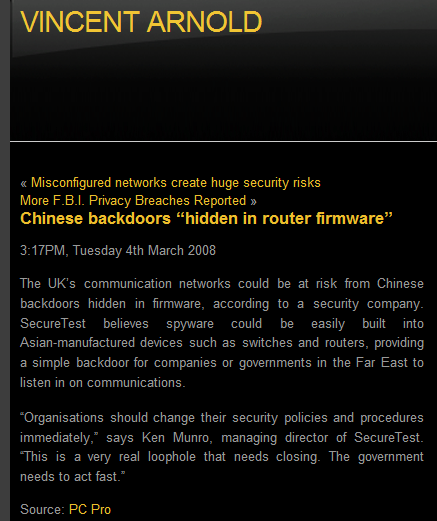 VINCENT ARNOLD
« Misconfigured networks create huge security risks
More F.B.I. Privacy Breaches Reported »
Chinese backdoors “hidden in router firmware”
3:17PM, Tuesday 4th March 2008
The UK’s communication networks could be at risk from Chinese
backdoors hidden in firmware, according to a security company.
SecureTest believes spyware could be easily built into
Asian-manufactured devices such as switches and routers, providing
a simple backdoor for companies or governments in the Far East to
listen in on communications.
“Organisations should change their security policies and procedures
immediately,” says Ken Munro, managing director of SecureTest.
“This is a very real loophole that needs closing. The government
needs to act fast.”
Source: PC Pro